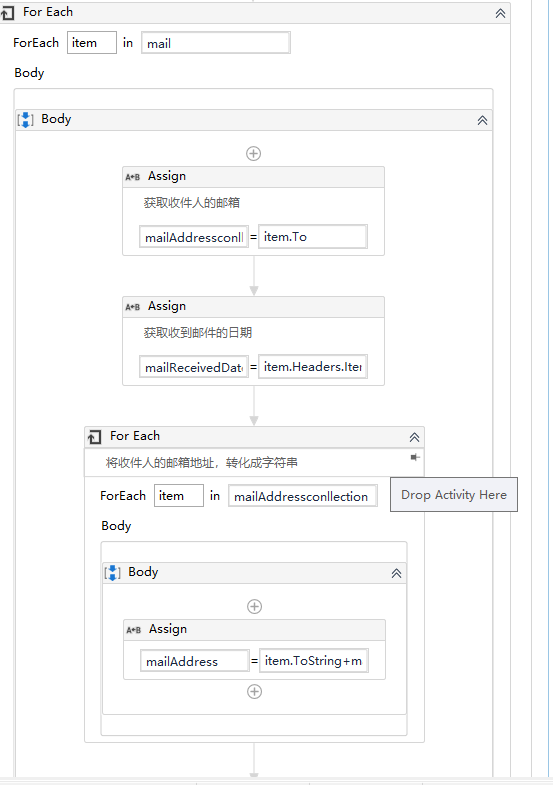 For Each
ForEach item in mail
Body
Body
A+B Assign
获取收件人的邮箱
mailAddressconll = item.To
A+B Assign
获取收到邮件的日期
mailReceivedDat = item.Headers.Iter
For Each
将收件人的邮箱地址，转化成字符串
ForEach item in mailAddressconllection
Drop Activity Here
Body
Body
A+B Assign
mailAddress = item.ToString+m